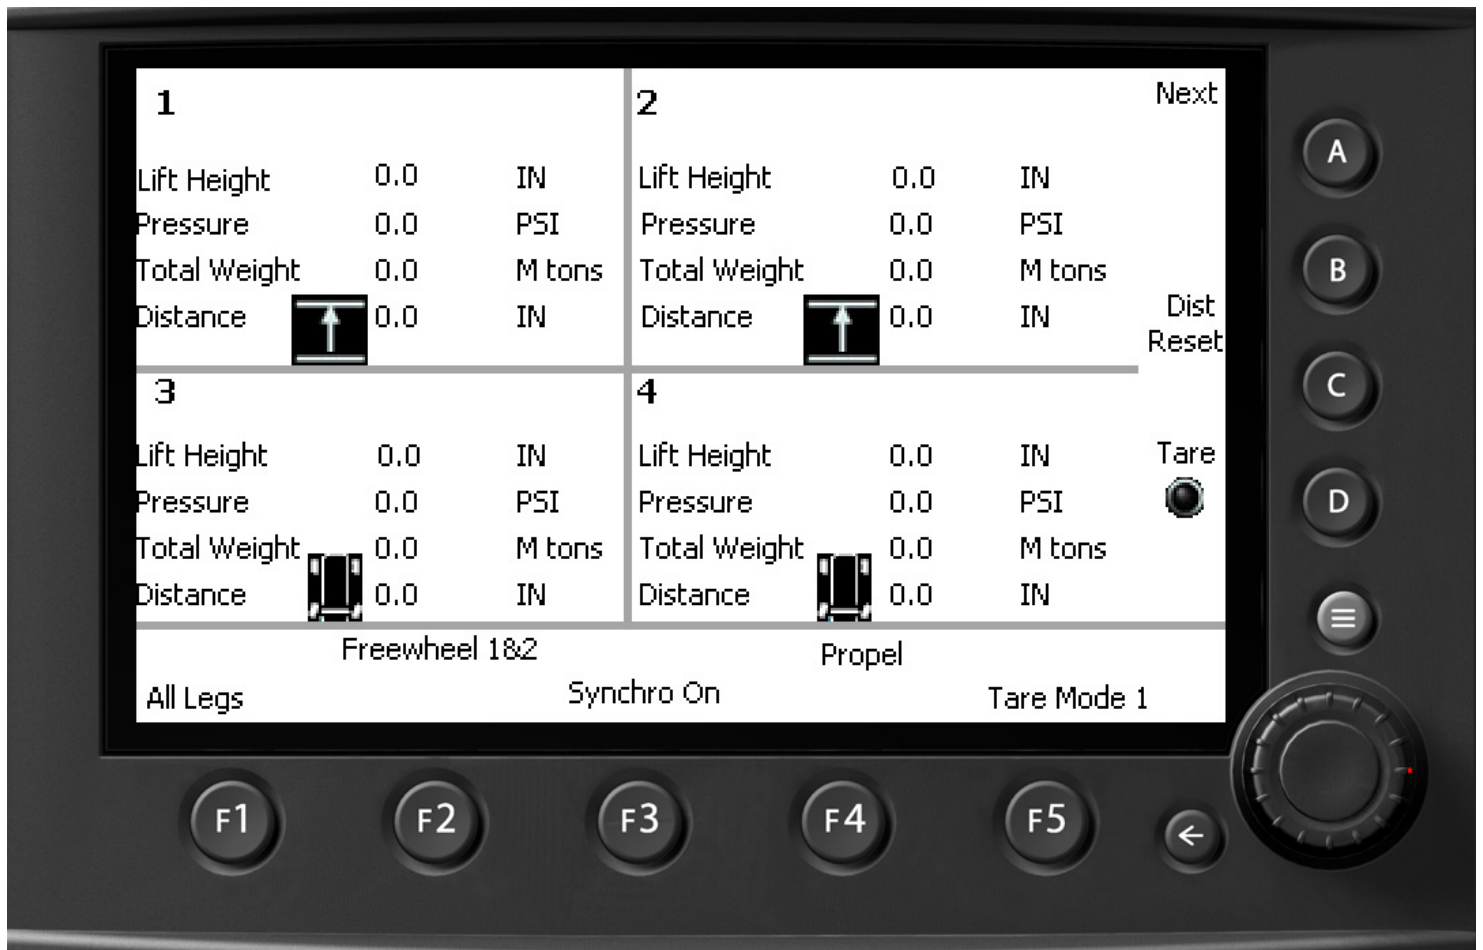 1
Lift Height 0.0 IN
Pressure 0.0 PSI
Total Weight 0.0 M tons
Distance 0.0 IN
2
Lift Height 0.0 IN
Pressure 0.0 PSI
Total Weight 0.0 M tons
Distance 0.0 IN
3
Lift Height 0.0 IN
Pressure 0.0 PSI
Total Weight 0.0 M tons
Distance 0.0 IN
4
Lift Height 0.0 IN
Pressure 0.0 PSI
Total Weight 0.0 M tons
Distance 0.0 IN
Next
Dist
Reset
Tare
Freewheel 1&2
Propel
All Legs
Synchro On
Tare Mode 1
A
B
C
D
F1 F2 F3 F4 F5